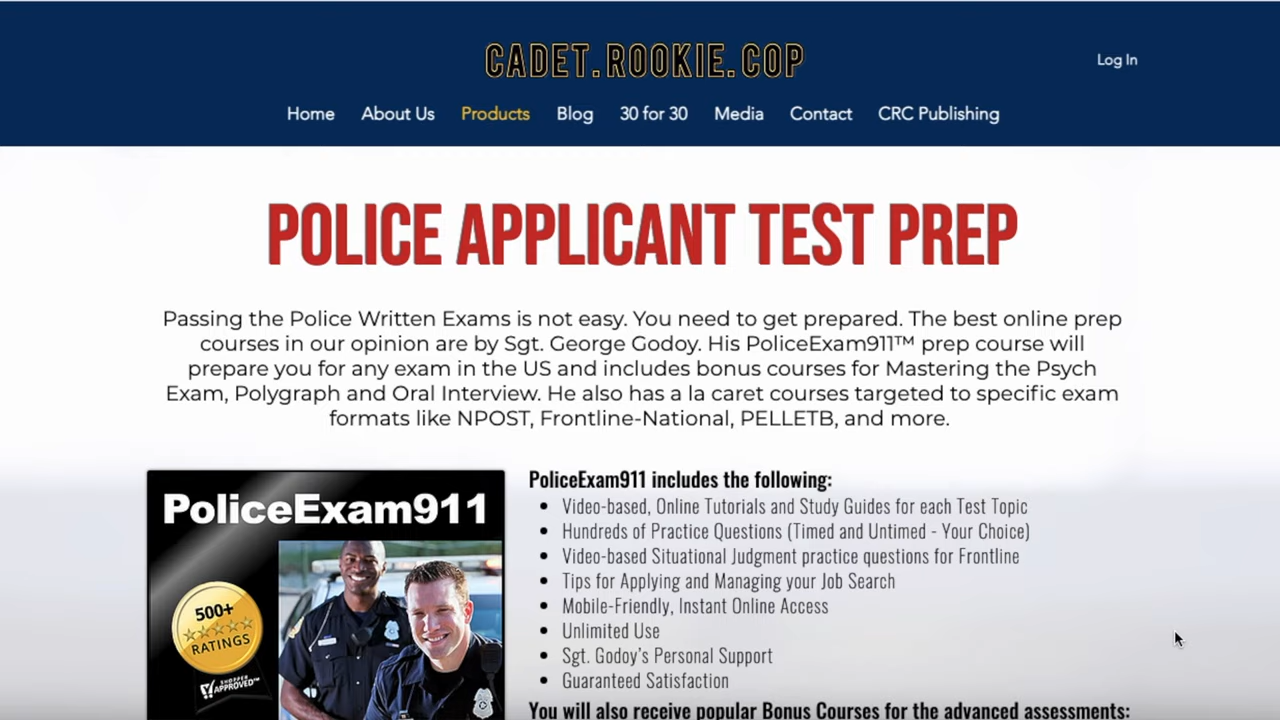 CADET.ROOKIE.COP
Log In
Home About Us Products Blog 30 for 30 Media Contact CRC Publishing
POLICE APPLICANT TEST PREP
Passing the Police Written Exams is not easy. You need to get prepared. The best online prep
courses in our opinion are by Sgt. George Godoy. His PoliceExam911™ prep course will
prepare you for any exam in the US and includes bonus courses for Mastering the Psych
Exam, Polygraph and Oral Interview. He also has a la caret courses targeted to specific exam
formats like NPOST, Frontline-National, PELLETB, and more.
PoliceExam911
500+
RATINGS
SHOPPER
APPROVED™
PoliceExam911 includes the following:
• Video-based, Online Tutorials and Study Guides for each Test Topic
• Hundreds of Practice Questions (Timed and Untimed - Your Choice)
• Video-based Situational Judgment practice questions for Frontline
• Tips for Applying and Managing your Job Search
• Mobile-Friendly, Instant Online Access
• Unlimited Use
• Sgt. Godoy's Personal Support
• Guaranteed Satisfaction
You will also receive popular Bonus Courses for the advanced assessments: